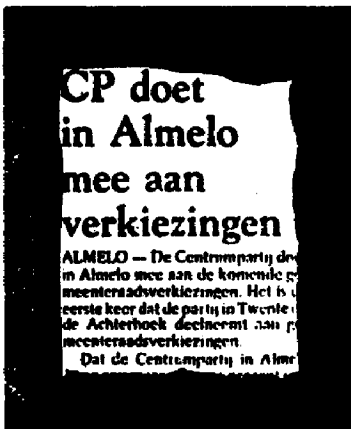 CP doet
in Almelo
mee aan
verkiezingen
ALMELO — De Centrumpartij
in Almelo mee aan de komende
meenteraadsverkiezingen. Het is
eerste keer dat de partij in Twente
de Achterhoek deelneemt aan
meenteraadsverkiezingen.
Dat de Centrumpartij in